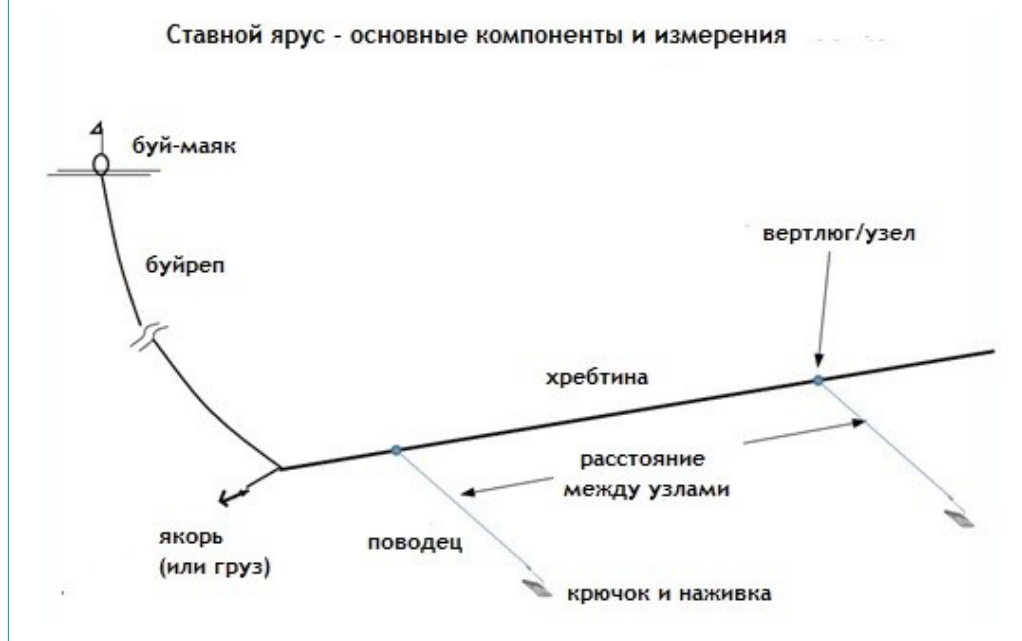 Ставной ярус - основные компоненты и измерения
буй-маяк
вертлюг/узел
буйреп
хребтина
расстояние
между узлами
якорь
(или груз)
поводец
крючок и наживка